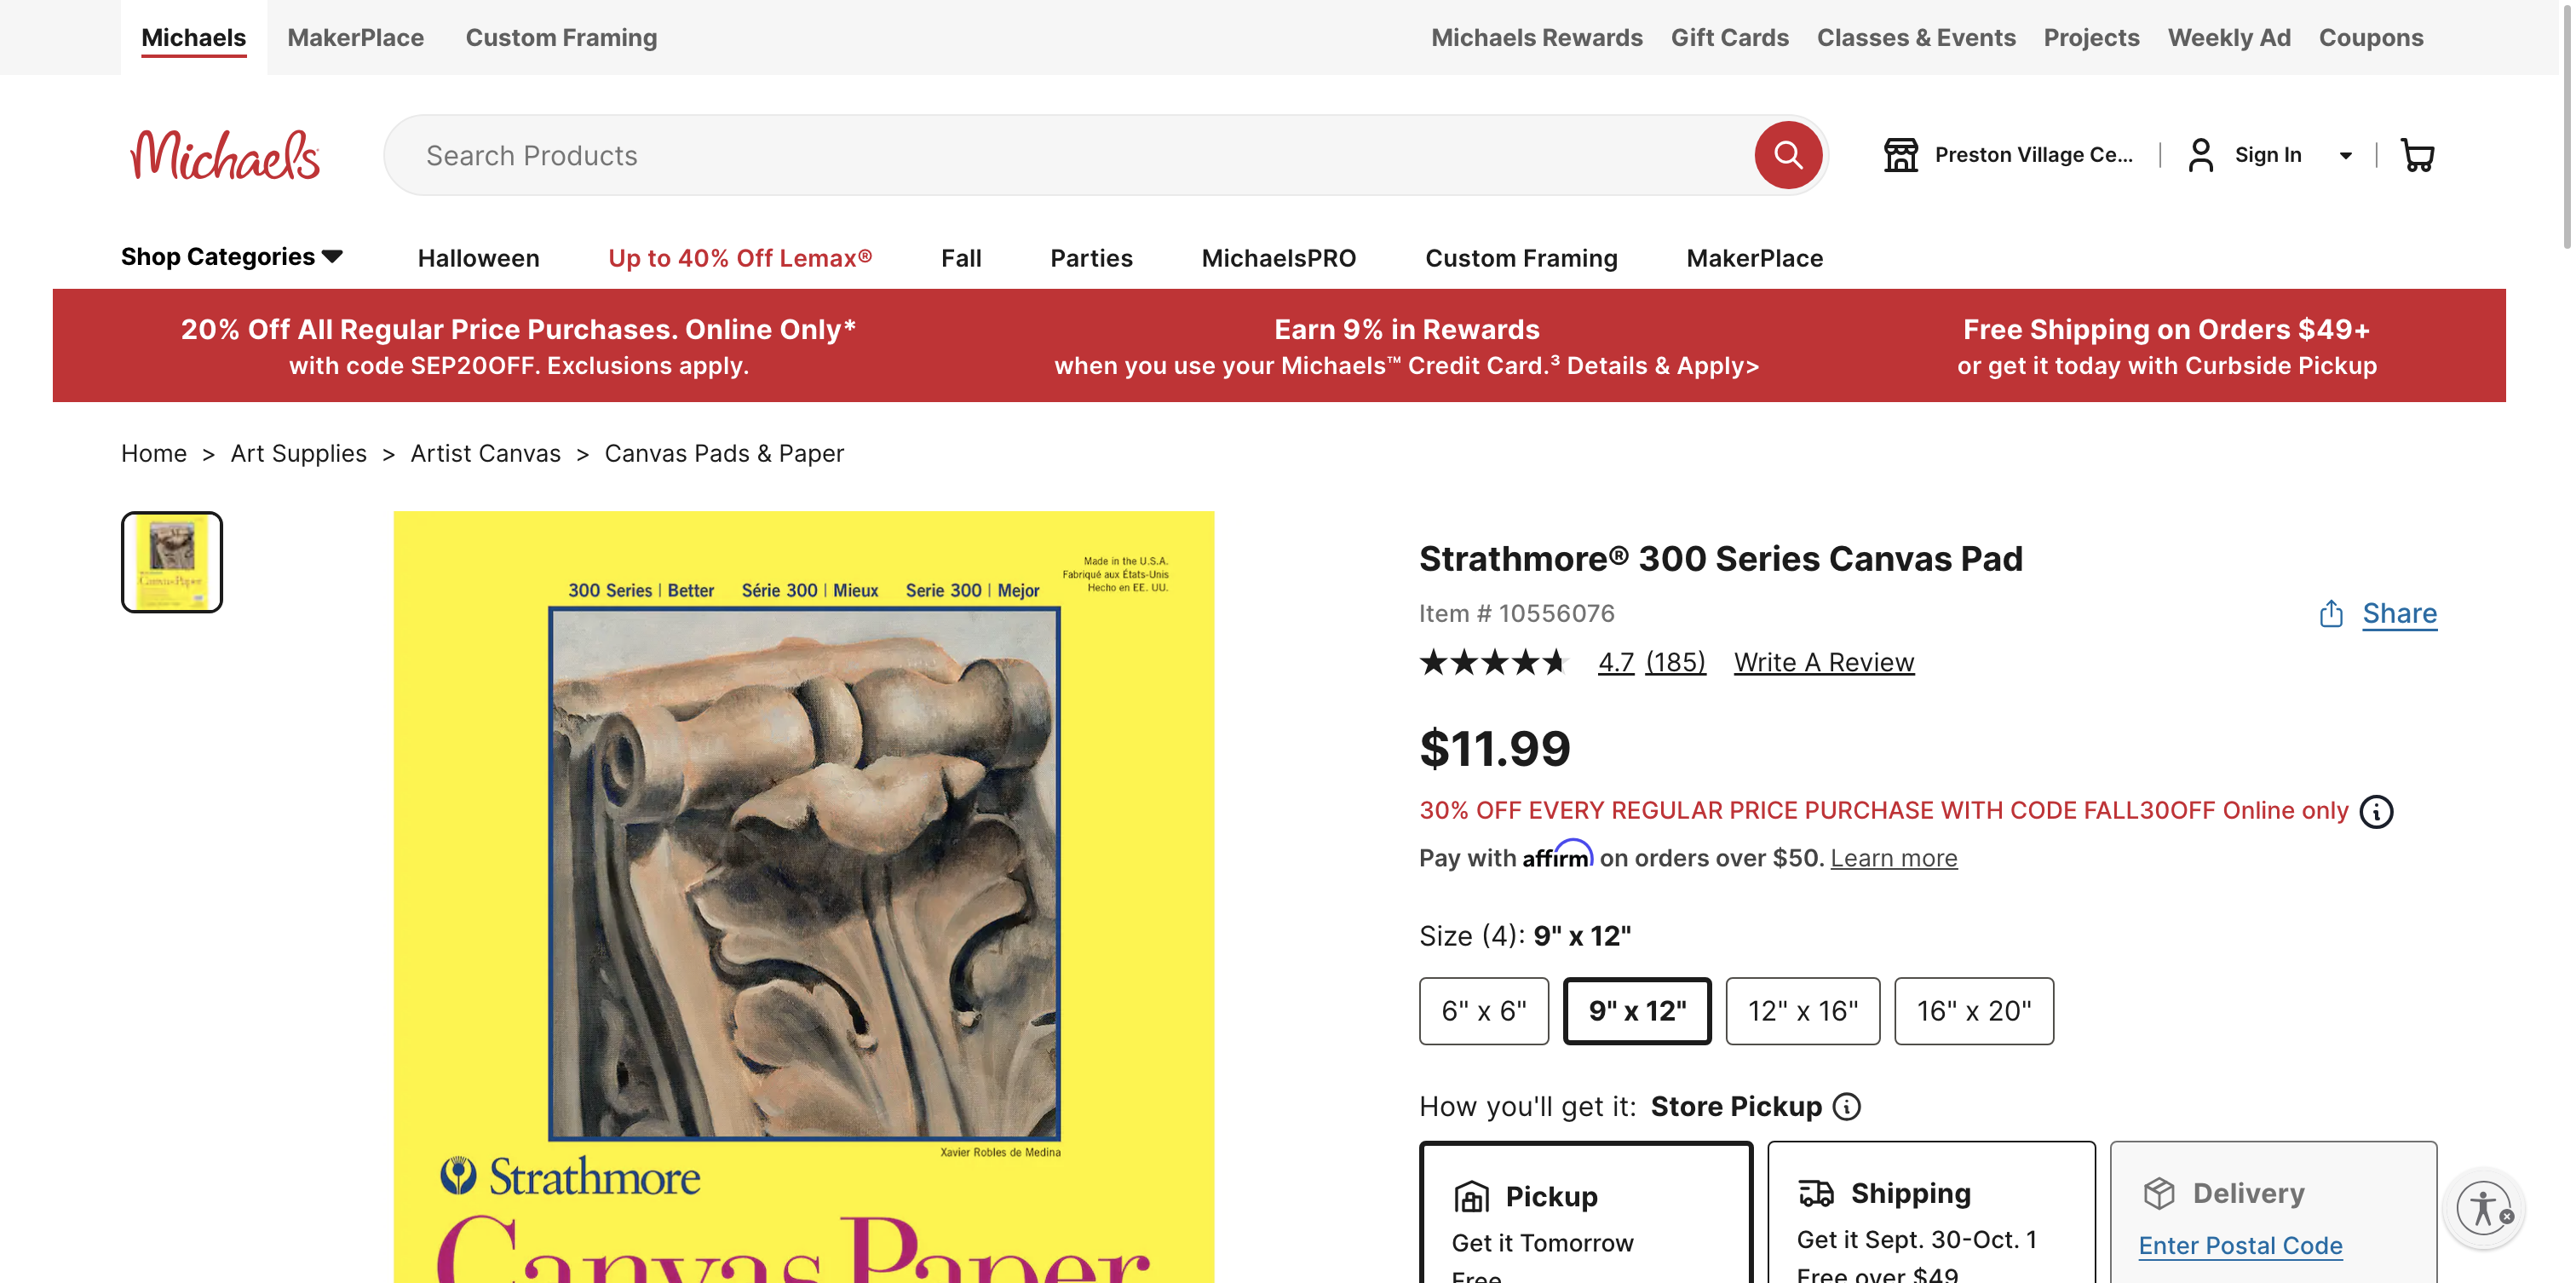 Michaels MakerPlace Custom Framing Michaels Rewards Gift Cards Classes & Events Projects Weekly Ad Coupons
Michaels Search Products Preston Village Ce... | Sign In |
Shop Categories Halloween Up to 40% Off Lemax® Fall Parties MichaelsPRO Custom Framing MakerPlace
20% Off All Regular Price Purchases. Online Only*
with code SEP20OFF. Exclusions apply.
Earn 9% in Rewards
when you use your Michaels™ Credit Card.³ Details & Apply>
Free Shipping on Orders $49+
or get it today with Curbside Pickup
Home > Art Supplies > Artist Canvas > Canvas Pads & Paper
Made in the U.S.A.
Fabriqué aux États-Unis
Hecho en EE. UU.
300 Series | Better Série 300 | Mieux Serie 300 | Mejor
Xavier Robles de Medina
Strathmore
Canvas Paper
Strathmore® 300 Series Canvas Pad
Item # 10556076
Share
4.7 (185) Write A Review
$11.99
30% OFF EVERY REGULAR PRICE PURCHASE WITH CODE FALL30OFF Online only
Pay with affirm on orders over $50. Learn more
Size (4): 9" x 12"
6" x 6" 9" x 12" 12" x 16" 16" x 20"
How you'll get it: Store Pickup
Pickup
Get it Tomorrow
Free
Shipping
Get it Sept. 30-Oct. 1
Free over $49
Delivery
Enter Postal Code